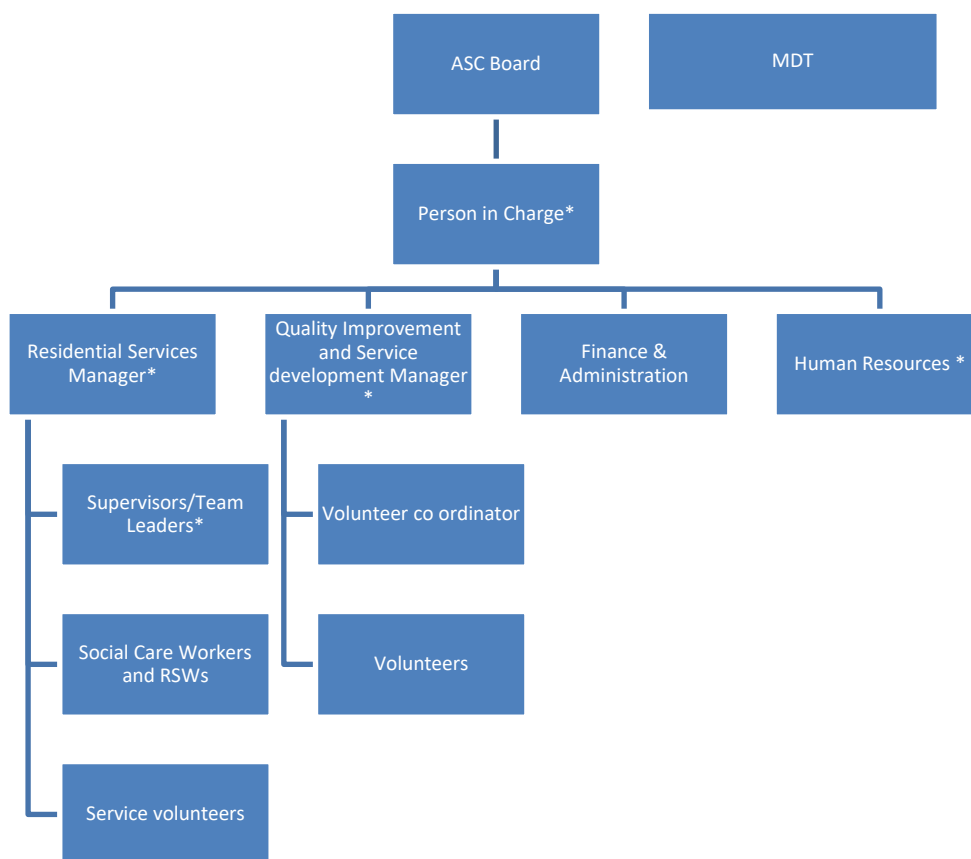 ASC Board
MDT
Person in Charge*
Residential Services
Manager*
Quality Improvement
and Service
development Manager
*
Finance &
Administration
Human Resources *
Supervisors/Team
Leaders*
Volunteer co ordinator
Social Care Workers
and RSWs
Volunteers
Service volunteers